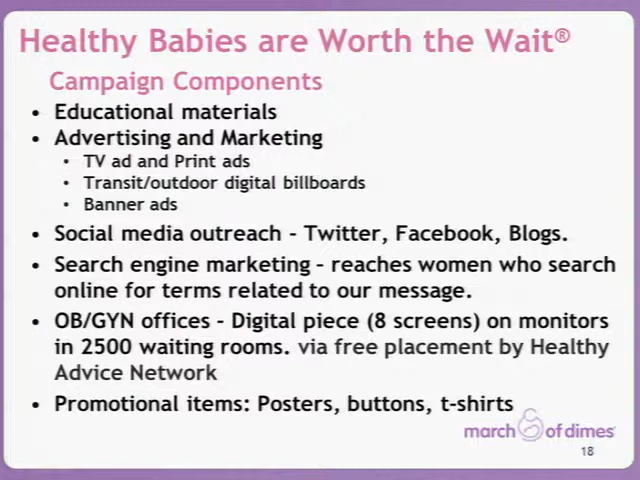 Healthy Babies are Worth the Wait®
Campaign Components
• Educational materials
• Advertising and Marketing
• TV ad and Print ads
• Transit/outdoor digital billboards
• Banner ads
• Social media outreach – Twitter, Facebook, Blogs.
• Search engine marketing – reaches women who search
online for terms related to our message.
• OB/GYN offices – Digital piece (8 screens) on monitors
in 2500 waiting rooms. via free placement by Healthy
Advice Network
• Promotional items: Posters, buttons, t-shirts
march of dimes
18